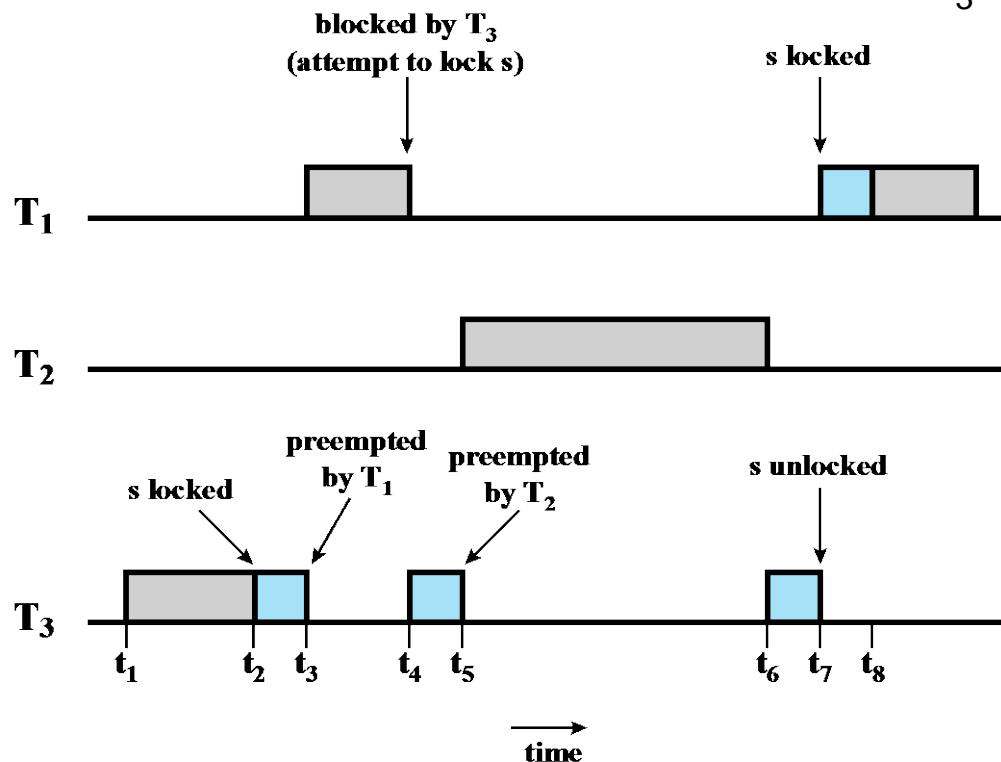 3
blocked by T3
(attempt to lock s)
s locked
T1
T2
preempted
by T1
preempted
by T2
s locked
s unlocked
T3
t1 t2 t3 t4 t5 t6 t7 t8
time